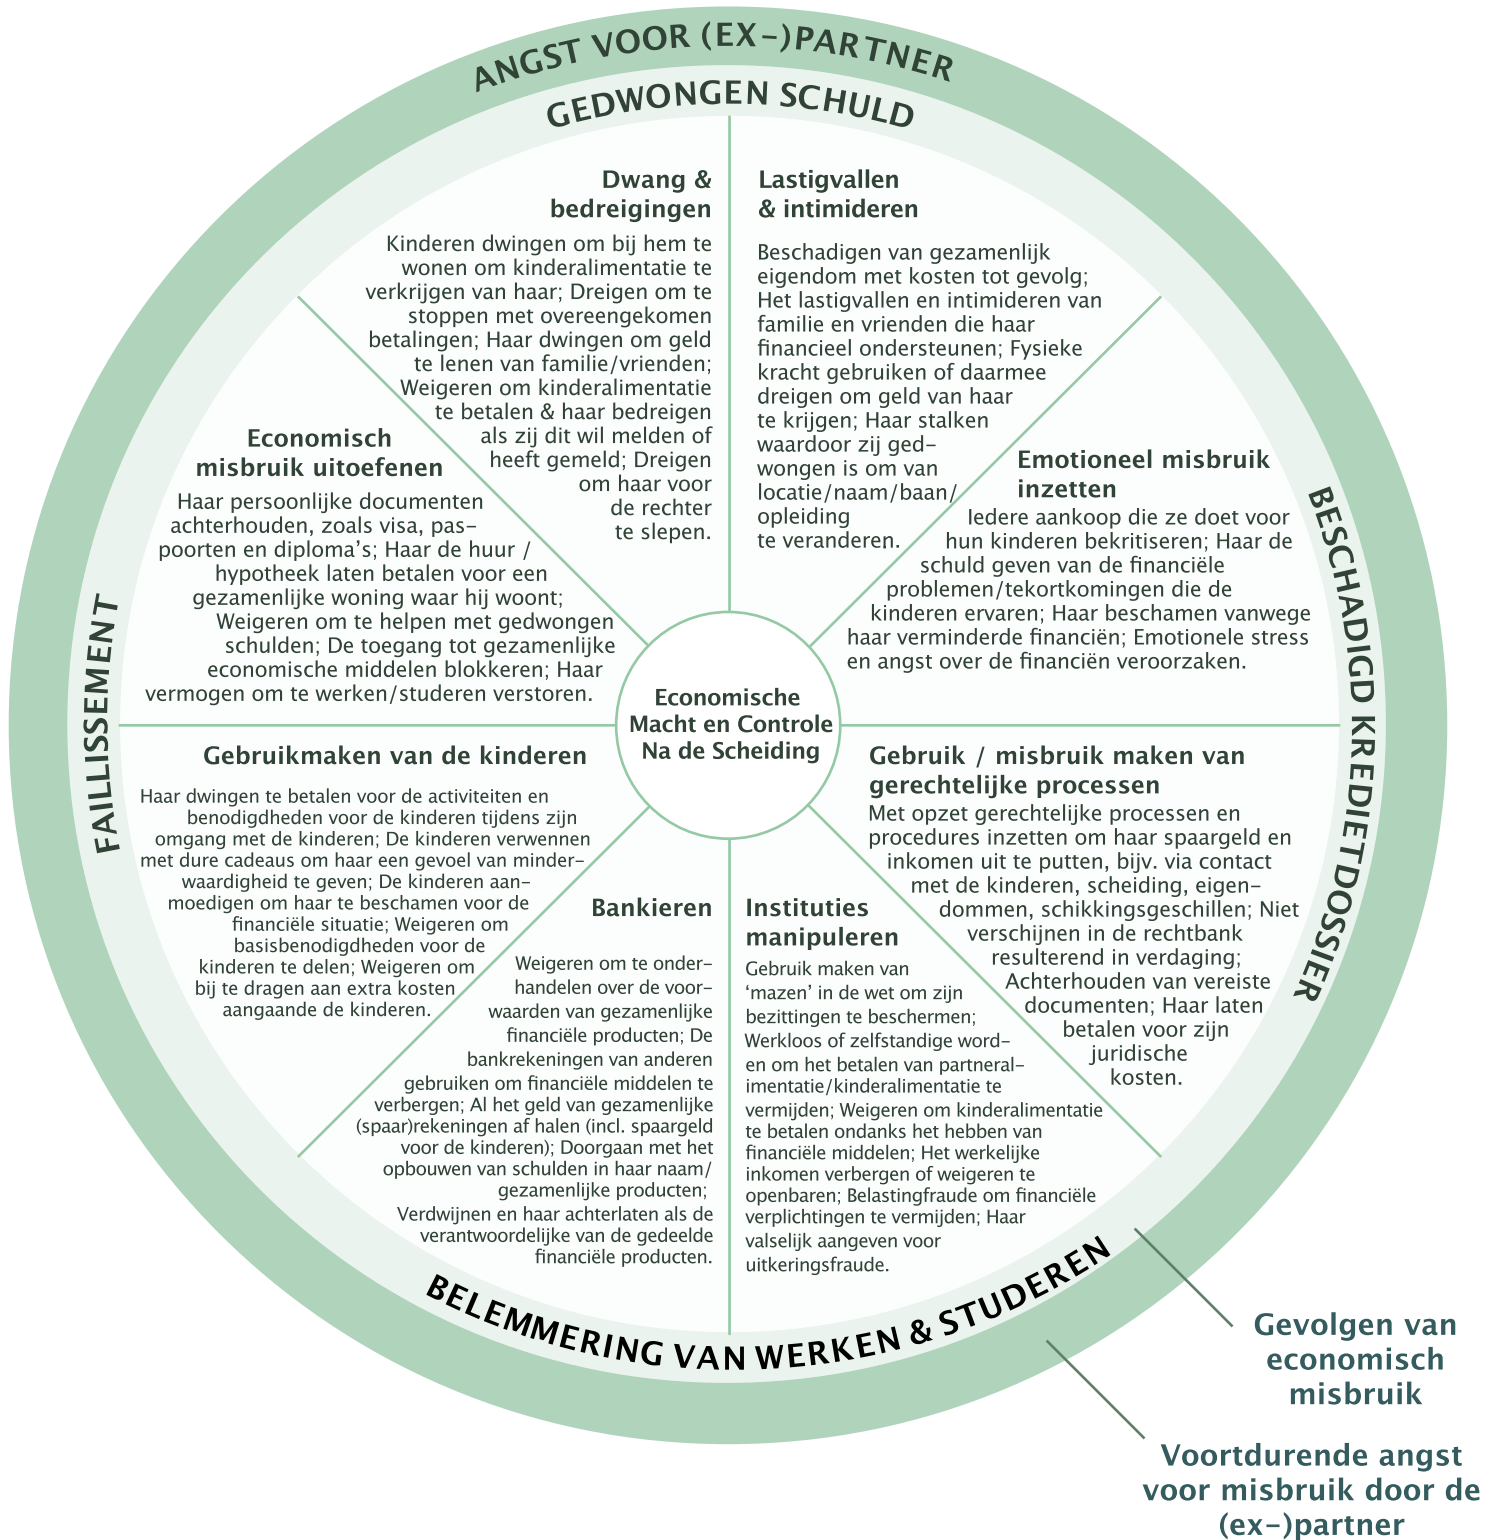 ANGST VOOR (EX-)PARTNER
GEDWONGEN SCHULD
Dwang &
bedreigingen
Kinderen dwingen om bij hem te
wonen om kinderalimentatie te
verkrijgen van haar; Dreigen om te
stoppen met overeengekomen
betalingen; Haar dwingen om geld
te lenen van familie/vrienden;
Weigeren om kinderalimentatie
te betalen & haar bedreigen
als zij dit wil melden of
heeft gemeld; Dreigen
om haar voor
de rechter
te slepen.
Lastigvallen
& intimideren
Beschadigen van gezamenlijk
eigendom met kosten tot gevolg;
Het lastigvallen en intimideren van
familie en vrienden die haar
financieel ondersteunen; Fysieke
kracht gebruiken of daarmee
dreigen om geld van haar
te krijgen; Haar stalken
waardoor zij ged-
wongen is om van
locatie/naam/baan/
opleiding
te veranderen.
Emotioneel misbruik
inzetten
Iedere aankoop die ze doet voor
hun kinderen bekritiseren; Haar de
schuld geven van de financiële
problemen/tekortkomingen die de
kinderen ervaren; Haar beschamen vanwege
haar verminderde financiën; Emotionele stress
en angst over de financiën veroorzaken.
BESCHADIGD KREDIETDOSSIER
Economisch
misbruik uitoefenen
Haar persoonlijke documenten
achterhouden, zoals visa, pas-
poorten en diploma's; Haar de huur /
hypotheek laten betalen voor een
gezamenlijke woning waar hij woont;
Weigeren om te helpen met gedwongen
schulden; De toegang tot gezamenlijke
economische middelen blokkeren; Haar
vermogen om te werken/studeren verstoren.
FAILLISSEMENT
Economische
Macht en Controle
Na de Scheiding
Gebruikmaken van de kinderen
Haar dwingen te betalen voor de activiteiten en
benodigdheden voor de kinderen tijdens zijn
omgang met de kinderen; De kinderen verwennen
met dure cadeaus om haar een gevoel van minder-
waardigheid te geven; De kinderen aan-
moedigen om haar te beschamen voor de
financiële situatie; Weigeren om
basisbenodigdheden voor de
kinderen te delen; Weigeren om
bij te dragen aan extra kosten
aangaande de kinderen.
Gebruik / misbruik maken van
gerechtelijke processen
Met opzet gerechtelijke processen en
procedures inzetten om haar spaargeld en
inkomen uit te putten, bijv. via contact
met de kinderen, scheiding, eigen-
dommen, schikkingsgeschillen; Niet
verschijnen in de rechtbank
resulterend in verdaging;
Achterhouden van vereiste
documenten; Haar laten
betalen voor zijn
juridische
kosten.
Bankieren
Weigeren om te onder-
handelen over de voor-
waarden van gezamenlijke
financiële producten; De
bankrekeningen van anderen
gebruiken om financiële middelen te
verbergen; Al het geld van gezamenlijke
(spaar)rekeningen af halen (incl. spaargeld
voor de kinderen); Doorgaan met het
opbouwen van schulden in haar naam/
gezamenlijke producten;
Verdwijnen en haar achterlaten als de
verantwoordelijke van de gedeelde
financiële producten.
Instituties
manipuleren
Gebruik maken van
‘mazen’ in de wet om zijn
bezittingen te beschermen;
Werkloos of zelfstandige word-
en om het betalen van partneral-
imentatie/kinderalimentatie te
vermijden; Weigeren om kinderalimentatie
te betalen ondanks het hebben van
financiële middelen; Het werkelijke
inkomen verbergen of weigeren te
openbaren; Belastingfraude om financiële
verplichtingen te vermijden; Haar
valselijk aangeven voor
uitkeringsfraude.
BELEMMERING VAN WERKEN & STUDEREN
Gevolgen van
economisch
misbruik
Voortdurende angst
voor misbruik door de
(ex-)partner